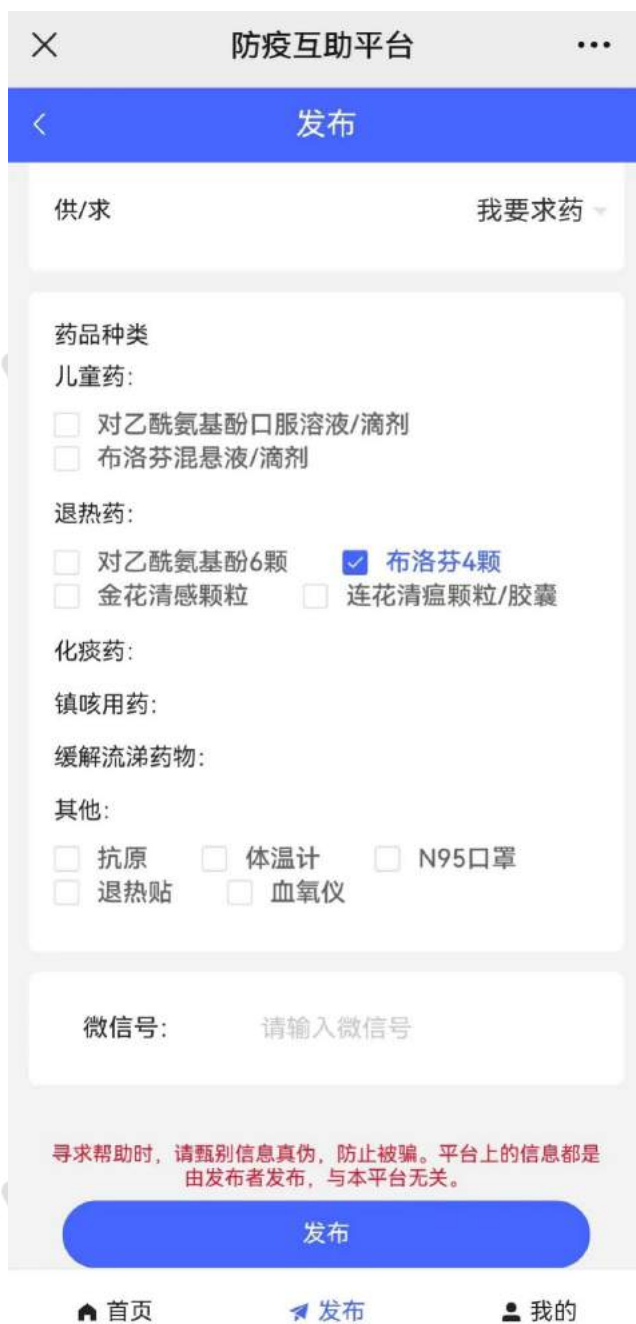 防疫互助平台
发布
供/求 我要求药
药品种类
儿童药:
对乙酰氨基酚口服溶液/滴剂
布洛芬混悬液/滴剂
退热药:
对乙酰氨基酚6颗 布洛芬4颗
金花清感颗粒 连花清瘟颗粒/胶囊
化痰药:
镇咳用药:
缓解流涕药物:
其他:
抗原 体温计 N95口罩
退热贴 血氧仪
微信号: 请输入微信号
寻求帮助时，请甄别信息真伪，防止被骗。平台上的信息都是
由发布者发布，与本平台无关。
发布
首页 发布 我的